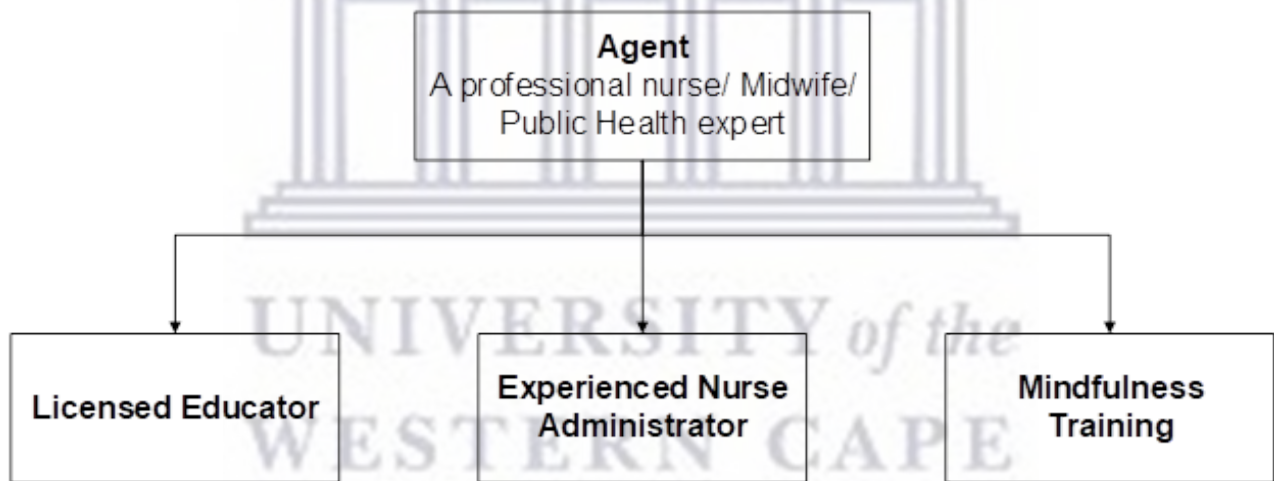 Agent
A professional nurse/ Midwife/
Public Health expert
UNIVERSITY of the
Licensed Educator
Experienced Nurse
Administrator
Mindfulness
Training
WESTERN CAPE